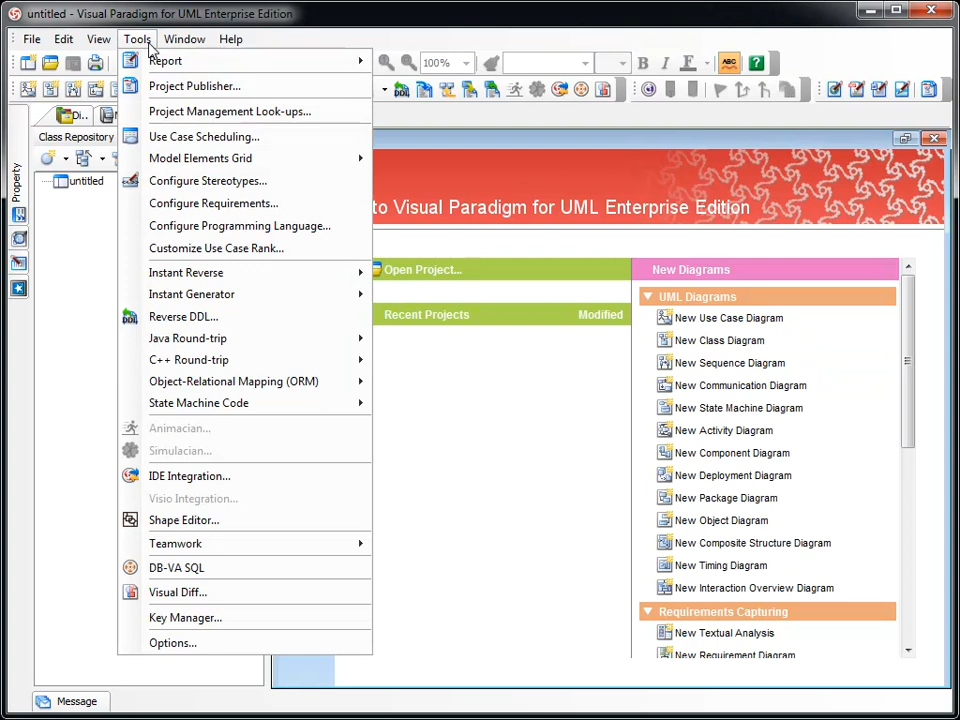 untitled - Visual Paradigm for UML Enterprise Edition
File Edit View Tools Window Help
100%
B I F ABC ?
Di..
Class Repository
untitled
Property
Report
Project Publisher...
Project Management Look-ups...
Use Case Scheduling...
Model Elements Grid
Configure Stereotypes...
Configure Requirements...
Configure Programming Language...
Customize Use Case Rank...
Instant Reverse
Instant Generator
DDL Reverse DDL...
Java Round-trip
C++ Round-trip
Object-Relational Mapping (ORM)
State Machine Code
Animacian...
Simulacian...
IDE Integration...
Visio Integration...
Shape Editor...
Teamwork
DB-VA SQL
Visual Diff...
Key Manager...
Options...
to Visual Paradigm for UML Enterprise Edition
Open Project...
Recent Projects Modified
New Diagrams
UML Diagrams
New Use Case Diagram
New Class Diagram
New Sequence Diagram
New Communication Diagram
New State Machine Diagram
New Activity Diagram
New Component Diagram
New Deployment Diagram
New Package Diagram
New Object Diagram
New Composite Structure Diagram
New Timing Diagram
New Interaction Overview Diagram
Requirements Capturing
New Textual Analysis
New Requirement Diagram
Message